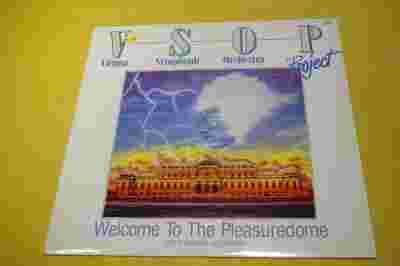 V S O P
Vienna Symphonic Orchestra Project
Welcome To The Pleasuredome